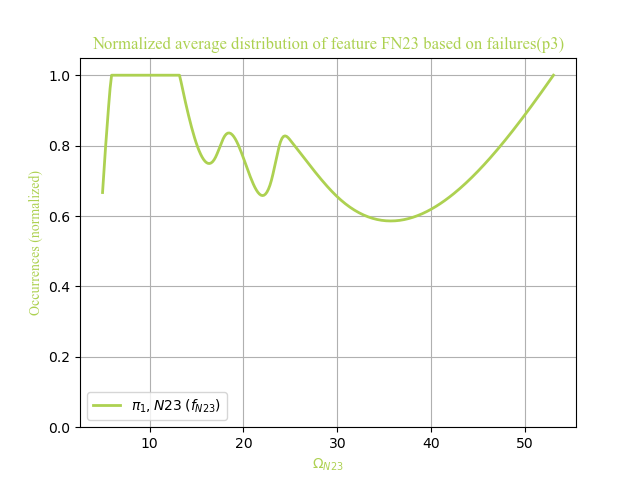 Normalized average distribution of feature FN23 based on failures(p3)
Occurrences (normalized)
1.0
0.8
0.6
0.4
0.2
0.0
π1, N23 (fN23)
10 20 30 40 50
ΩN23